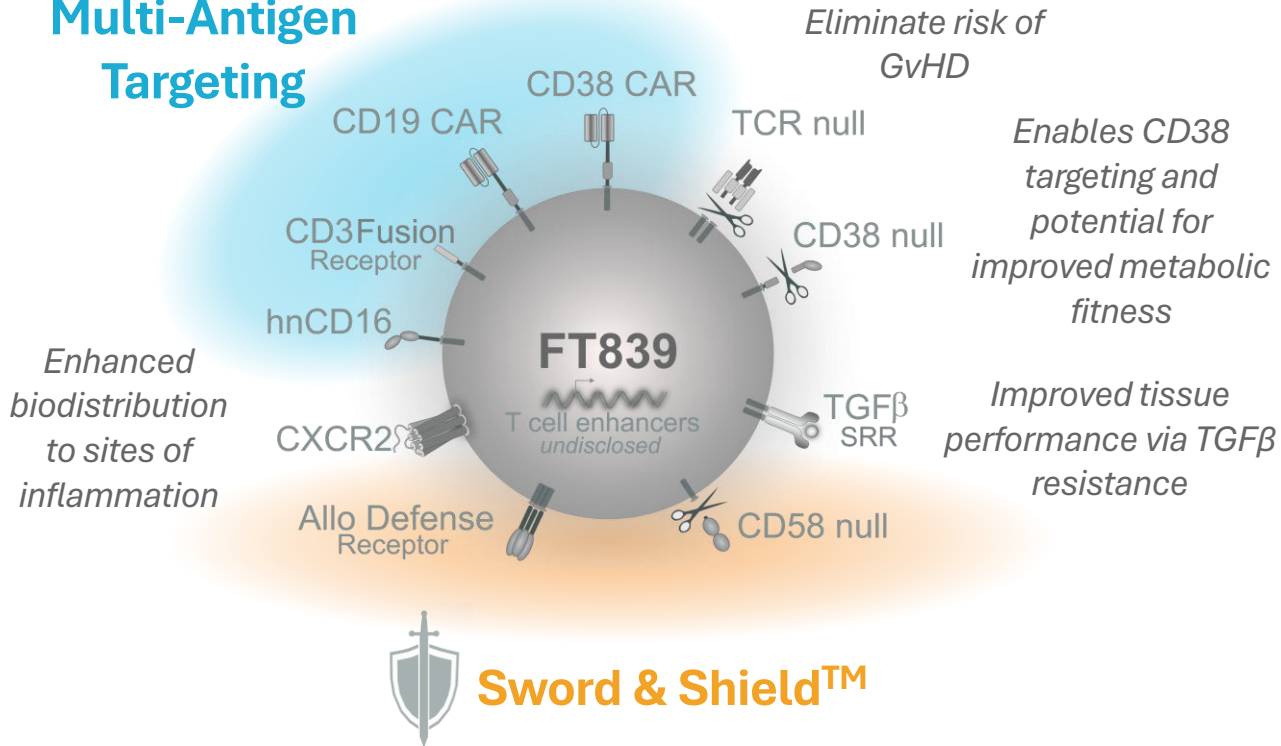 Multi-Antigen
Targeting
Eliminate risk of
GvHD
CD38 CAR
CD19 CAR
TCR null
Enables CD38
targeting and
potential for
improved metabolic
fitness
CD3Fusion
Receptor
CD38 null
hnCD16
FT839
T cell enhancers
undisclosed
Enhanced
biodistribution
to sites of
inflammation
CXCR2
TGFβ
SRR
Improved tissue
performance via TGFβ
resistance
Allo Defense
Receptor
CD58 null
Sword & Shield™